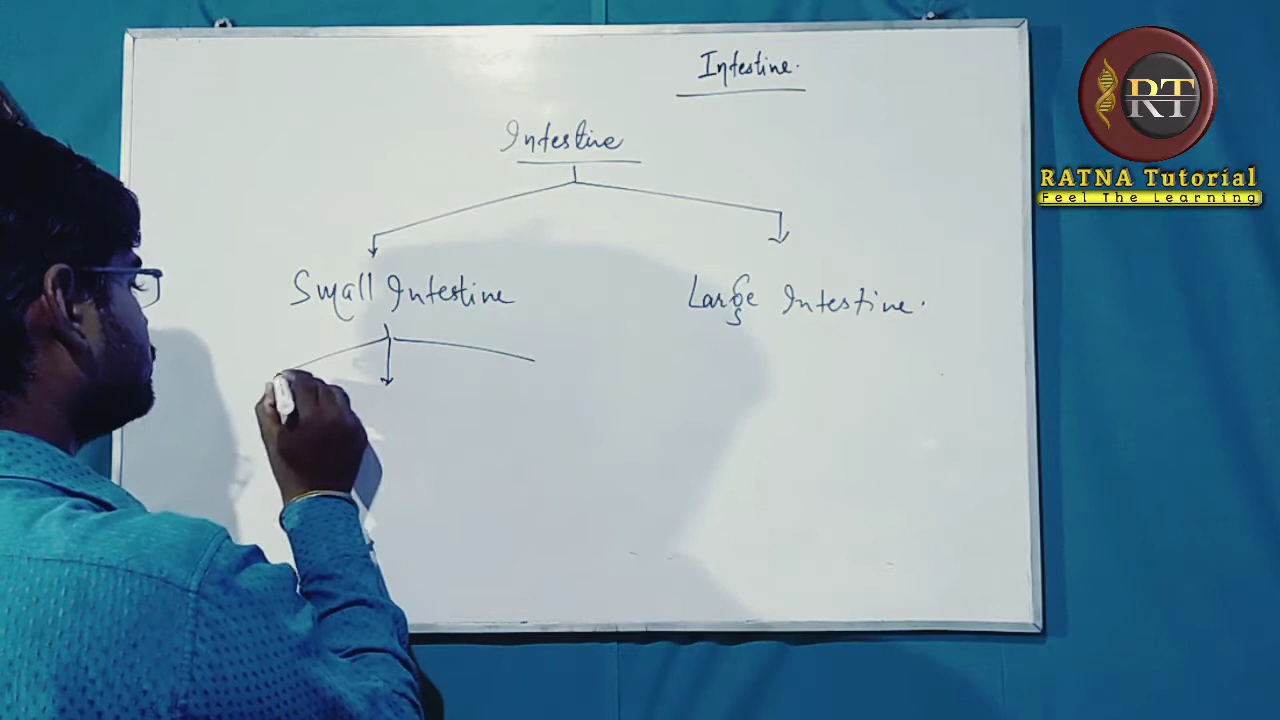 Intestine.
Intestine
Small Intestine
Large Intestine.
RT
RATNA Tutorial
Feel The Learning